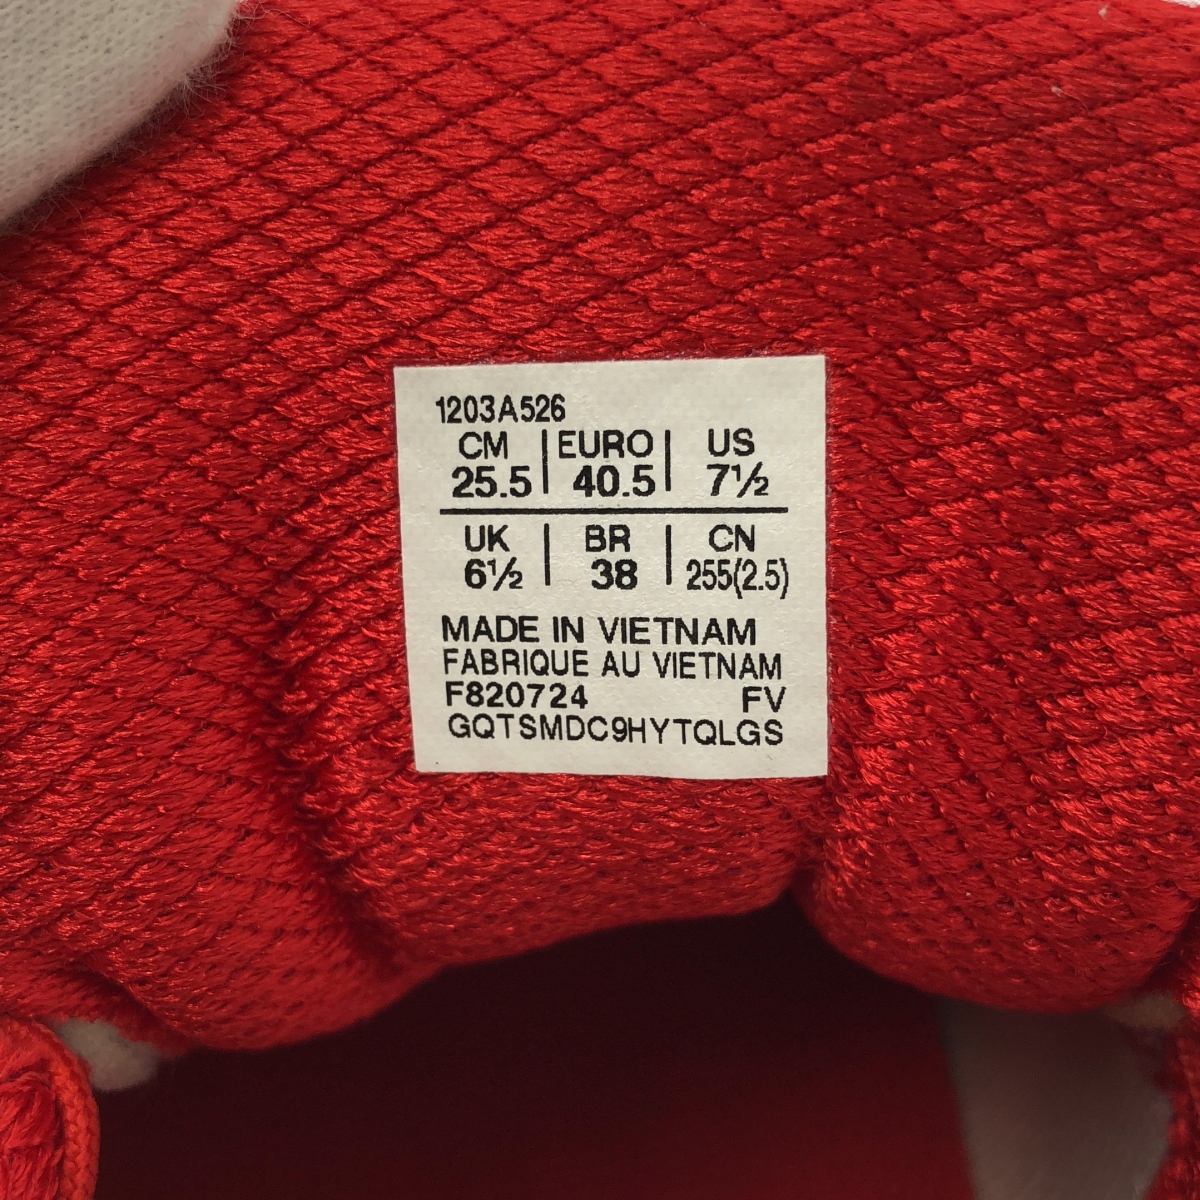 1203A526
CM | EURO | US
25.5 | 40.5 | 7½
UK | BR | CN
6½ | 38 | 255(2.5)
MADE IN VIETNAM
FABRIQUE AU VIETNAM
F820724 FV
GQTSMDC9HYTQLGS